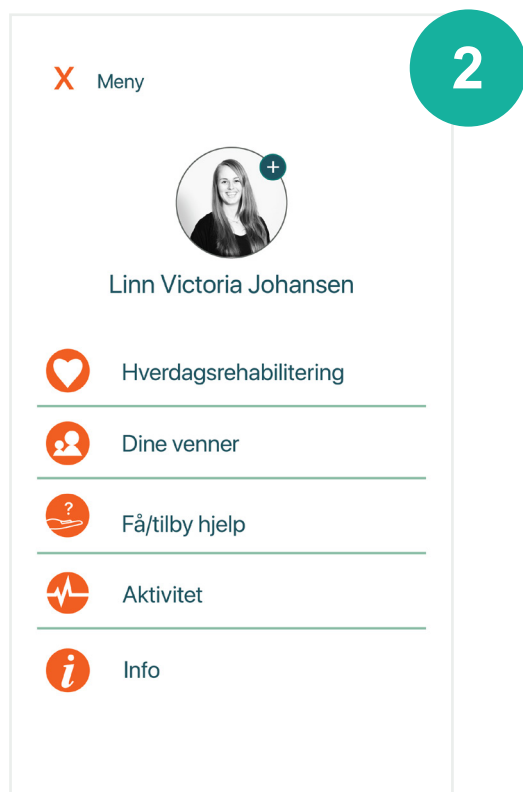 2
X Meny
+
Linn Victoria Johansen
Hverdagsrehabilitering
Dine venner
?
Få/tilby hjelp
Aktivitet
i
Info